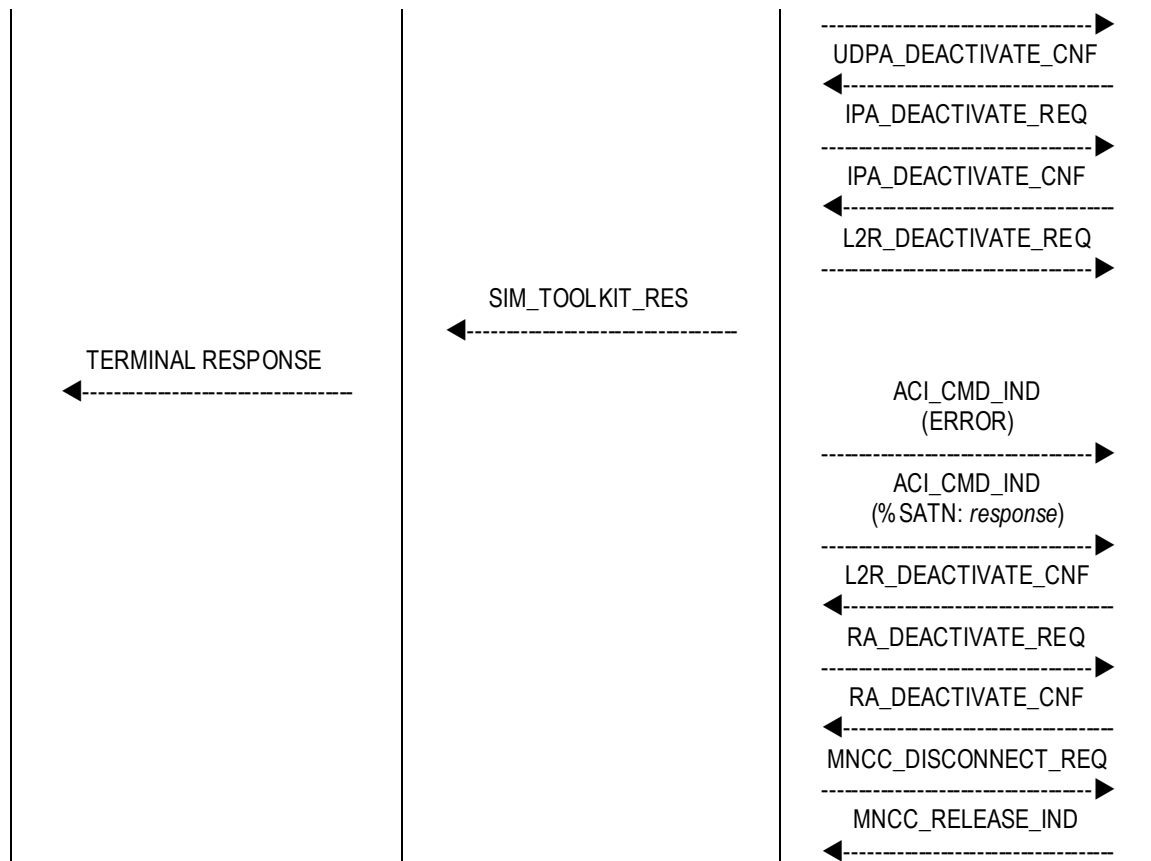 UDPA_DEACTIVATE_CNF
IPA_DEACTIVATE_REQ
IPA_DEACTIVATE_CNF
L2R_DEACTIVATE_REQ
SIM_TOOLKIT_RES
TERMINAL RESPONSE
ACI_CMD_IND
(ERROR)
ACI_CMD_IND
(%SATN: response)
L2R_DEACTIVATE_CNF
RA_DEACTIVATE_REQ
RA_DEACTIVATE_CNF
MNCC_DISCONNECT_REQ
MNCC_RELEASE_IND